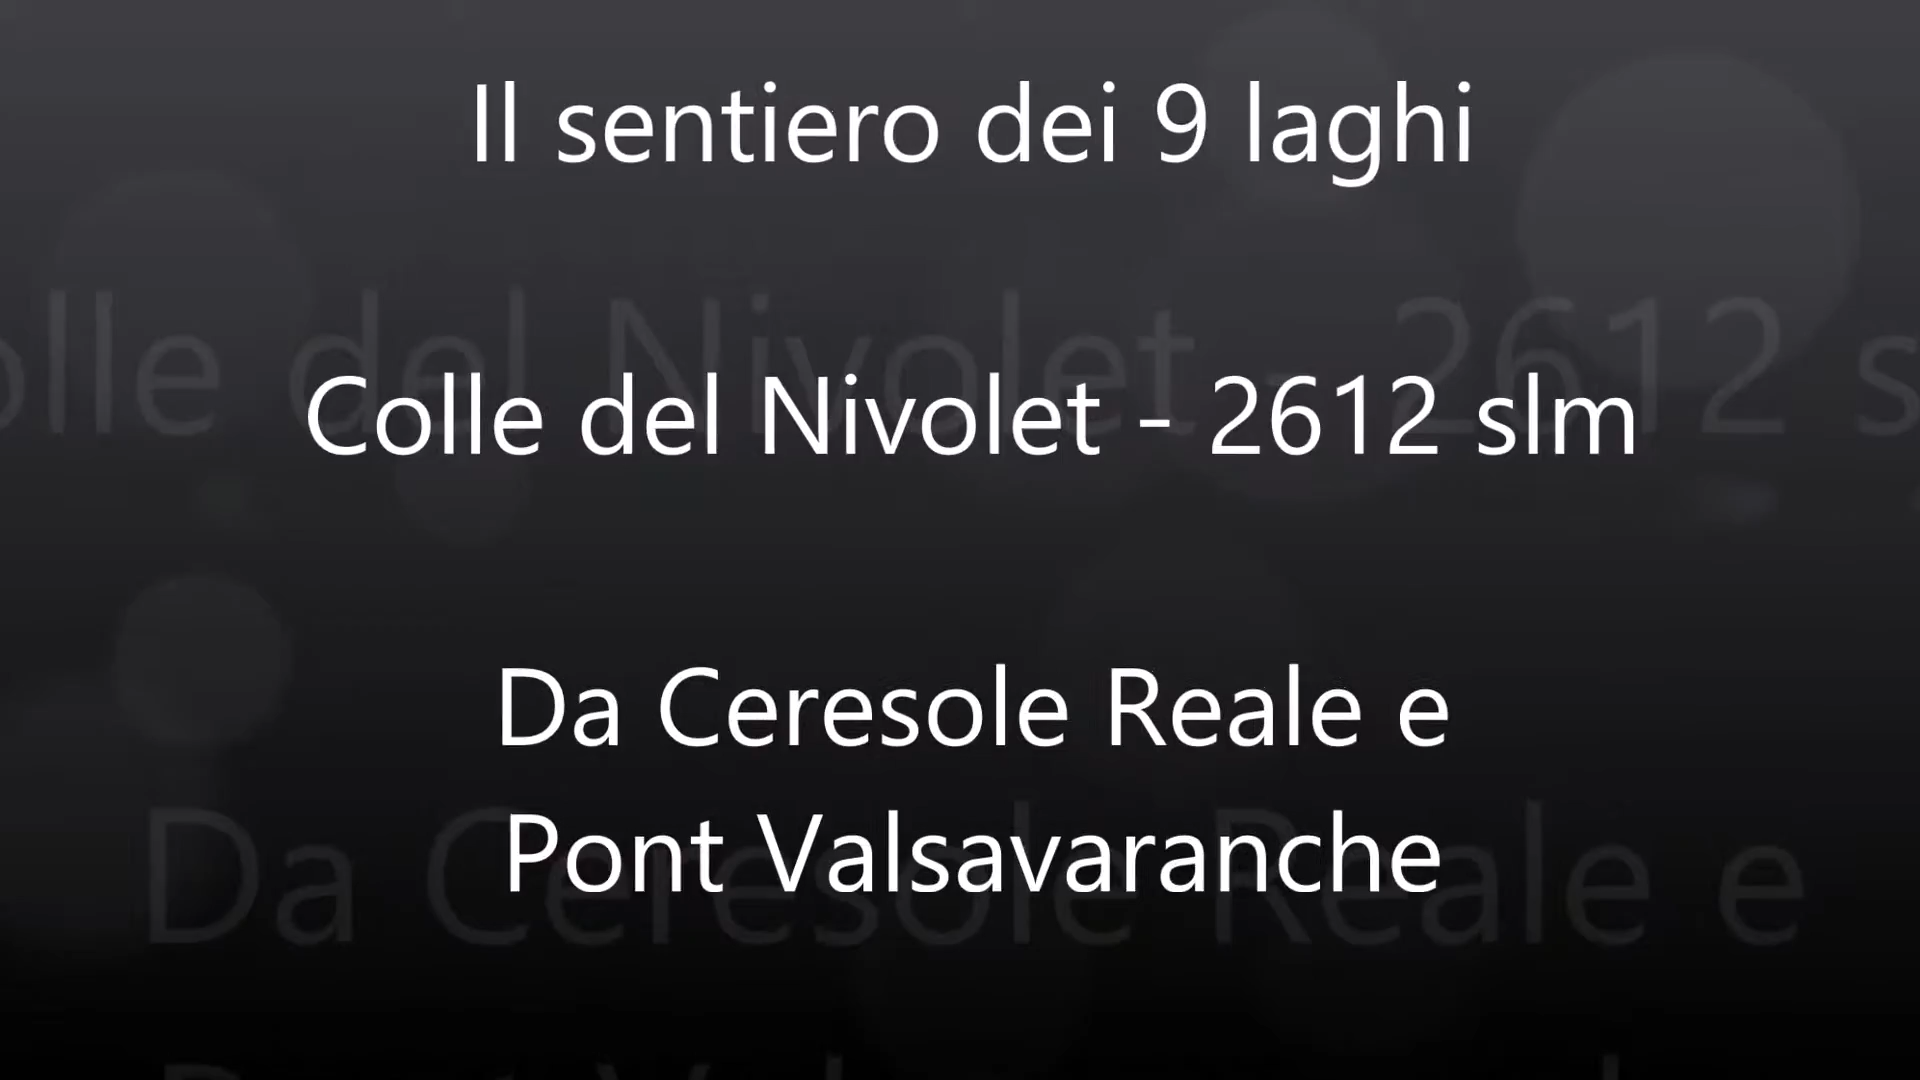 Il sentiero dei 9 laghi
Colle del Nivolet - 2612 slm
Da Ceresole Reale e
Pont Valsavaranche